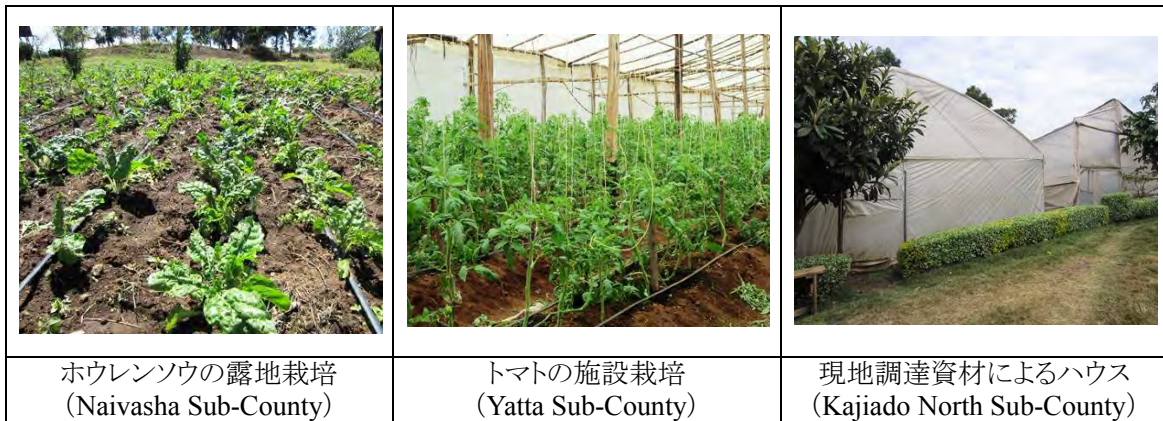 ホウレンソウの露地栽培
（Naivasha Sub-County）
トマトの施設栽培
（Yatta Sub-County）
現地調達資材によるハウス
（Kajiado North Sub-County）